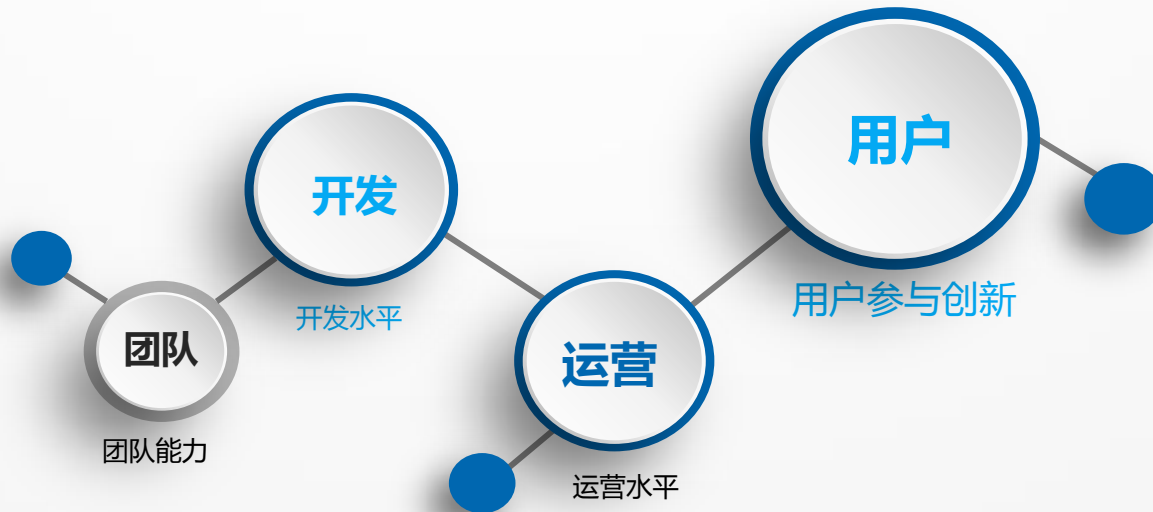 团队
团队能力
开发
开发水平
运营
运营水平
用户
用户参与创新